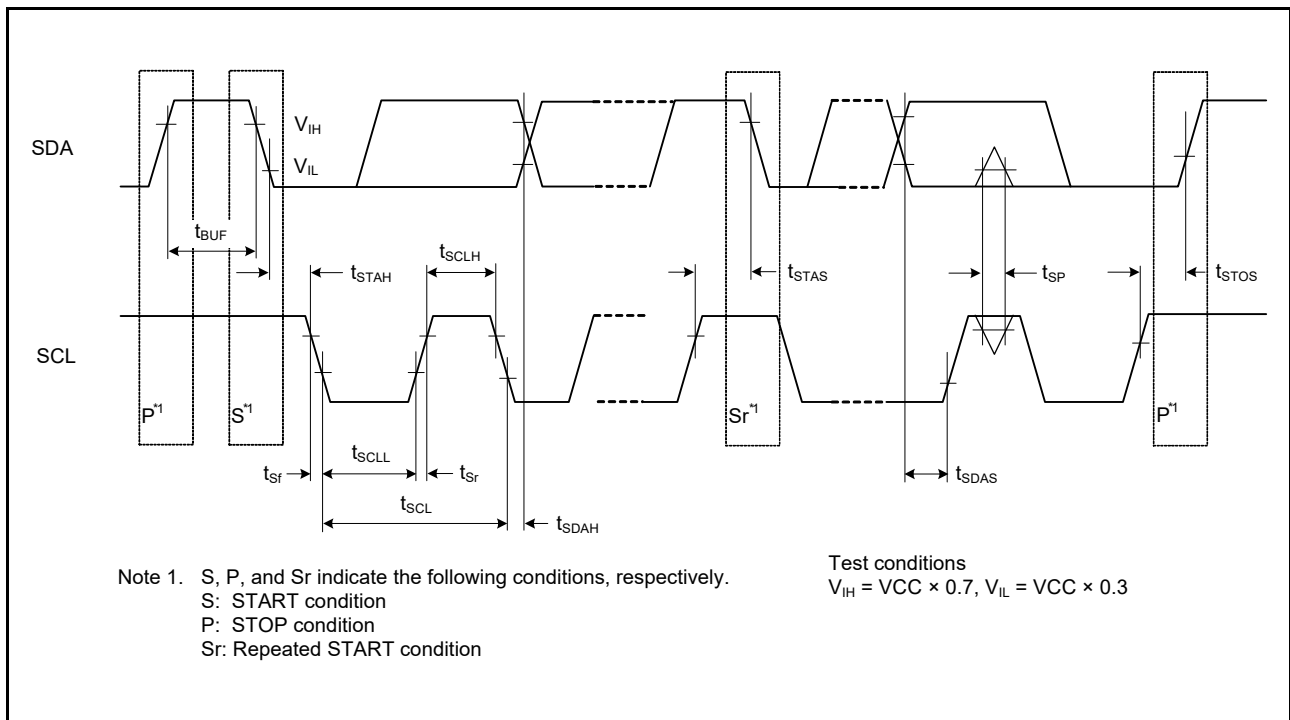 SDA
V_IH
V_IL
t_BUF
t_STAH
t_SCLH
t_STAS
t_SP
t_STOS
SCL
P*1
S*1
Sr*1
P*1
t_Sf
t_SCLL
t_Sr
t_SDAS
t_SCL
t_SDAH
Note 1. S, P, and Sr indicate the following conditions, respectively.
S: START condition
P: STOP condition
Sr: Repeated START condition
Test conditions
V_IH = VCC × 0.7, V_IL = VCC × 0.3